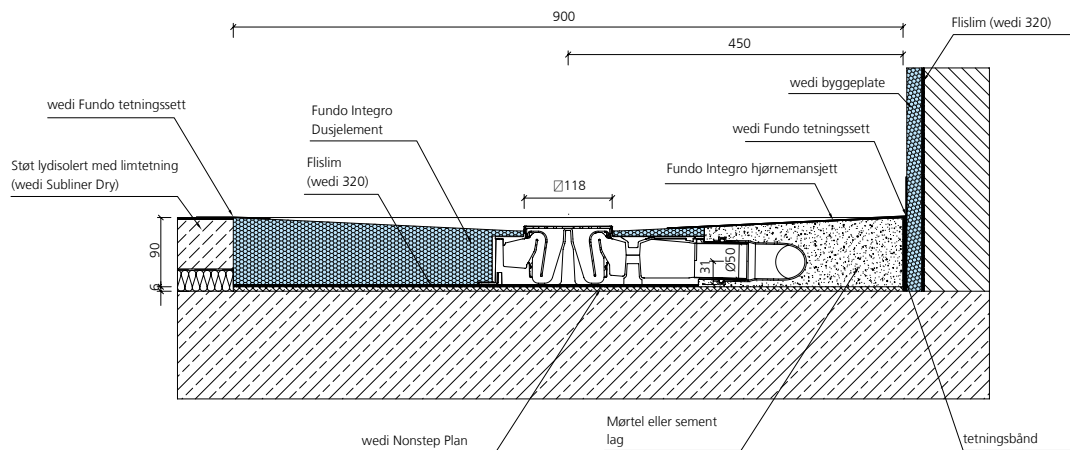 900
450
Flislim (wedi 320)
wedi byggeplate
wedi Fundo tetningssett
Fundo Integro
Dusjelement
wedi Fundo tetningssett
Støt lydisolert med limtetning
(wedi Subliner Dry)
Flislim
(wedi 320)
Fundo Integro hjørnemansjett
118
90
6
31
Ø50
wedi Nonstep Plan
Mørtel eller sement
lag
tetningsbånd